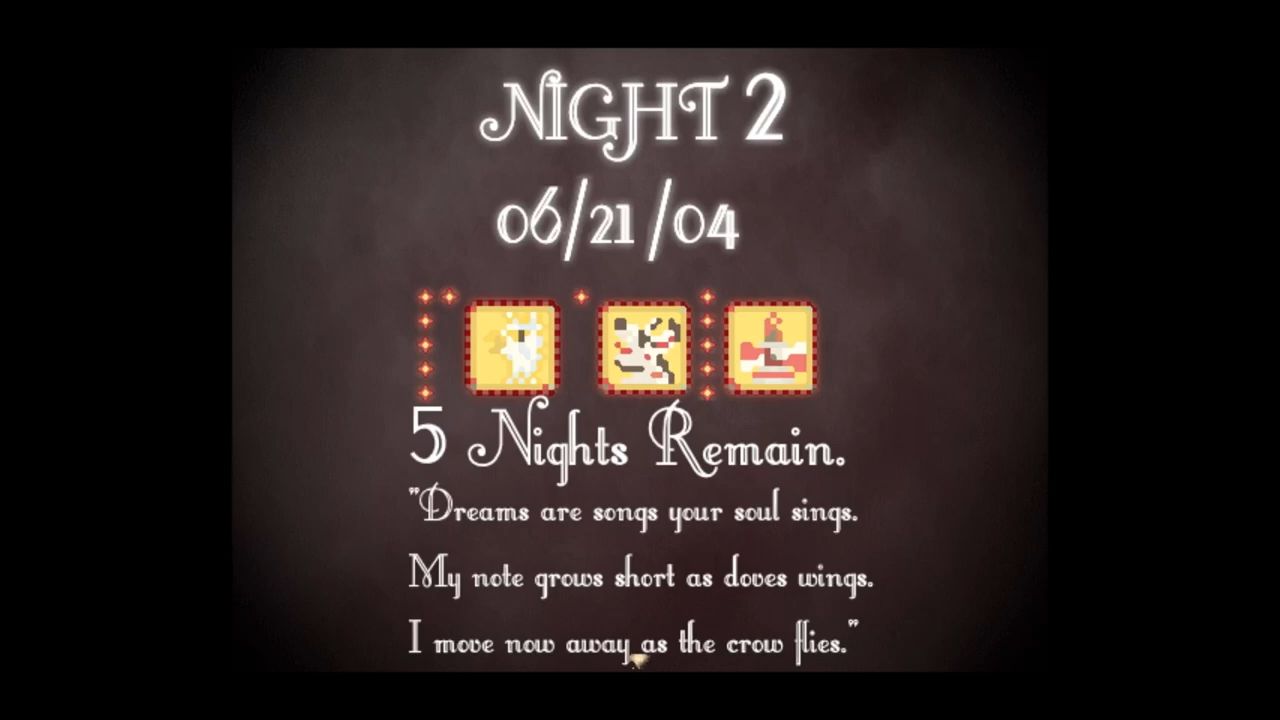 NIGHT 2
06/21/04
5 Nights Remain.
"Dreams are songs your soul sings.
My note grows short as doves wings.
I move now away as the crow flies."